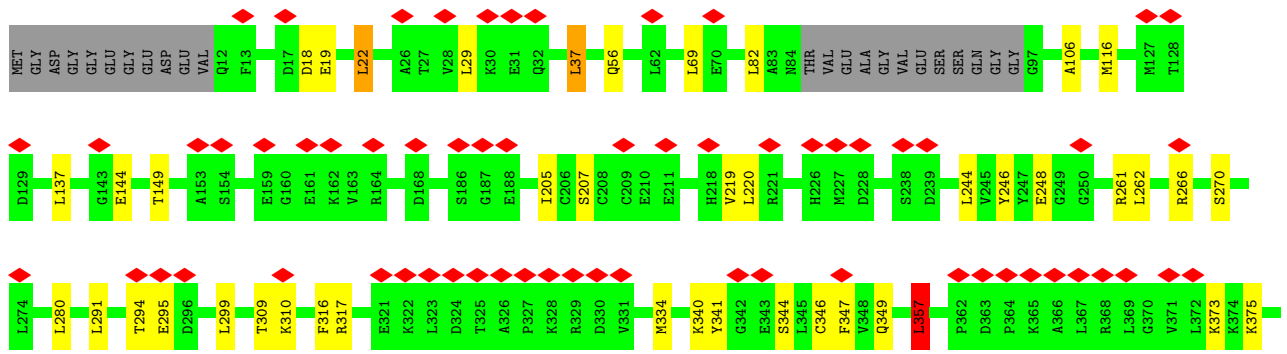 MET GLY ASP GLY GLY GLU GLY GLU ASP GLU VAL Q12 F13 D17 D18 E19 L22 A26 T27 V28 L29 K30 E31 Q32 L37 Q56 L62 L69 E70 L82 A83 N84 THR VAL GLU ALA GLY VAL GLU SER SER GLN GLY GLY G97 A106 M116 M127 T128
D129 L137 G143 E144 T149 A153 S154 E159 G160 E161 K162 V163 R164 D168 S186 G187 E188 I205 C206 S207 C208 C209 E210 E211 H218 V219 L220 R221 H226 M227 D228 S238 D239 L244 V245 Y246 Y247 E248 G249 G250 R261 L262 R266 S270
L274 L280 L291 T294 E295 D296 L299 T309 K310 F316 R317 E321 K322 L323 D324 T325 A326 P327 K328 R329 D330 V331 M334 K340 Y341 G342 E343 S344 L345 C346 F347 V348 Q349 L357 P362 D363 P364 K365 A366 L367 R368 L369 G370 V371 L372 K373 K374 K375